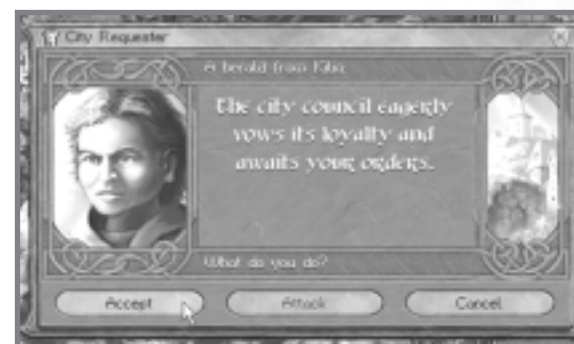 City Requester
A herald from
The city council eagerly
vows its loyalty and
awaits your orders.
What do you do?
Accept
Attack
Cancel